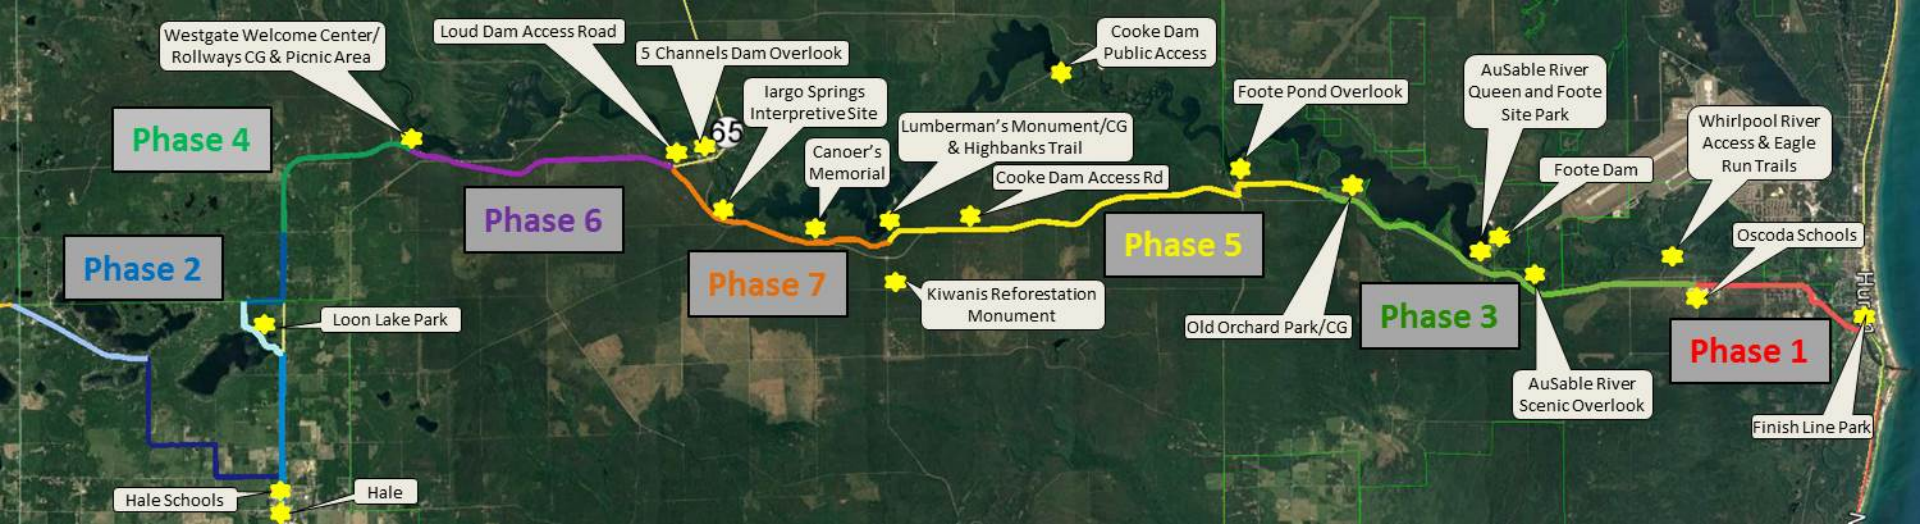 Westgate Welcome Center/
Rollways CG & Picnic Area
Loud Dam Access Road
5 Channels Dam Overlook
Cooke Dam
Public Access
Iargo Springs
Interpretive Site
65
Foote Pond Overlook
AuSable River
Queen and Foote
Site Park
Whirlpool River
Access & Eagle
Run Trails
Phase 4
Canoer's
Memorial
Lumberman's Monument/CG
& Highbanks Trail
Cooke Dam Access Rd
Foote Dam
Phase 6
Phase 5
Oscoda Schools
Phase 2
Phase 7
Kiwanis Reforestation
Monument
Loon Lake Park
Old Orchard Park/CG
Phase 3
Phase 1
AuSable River
Scenic Overlook
Finish Line Park
Hale Schools
Hale